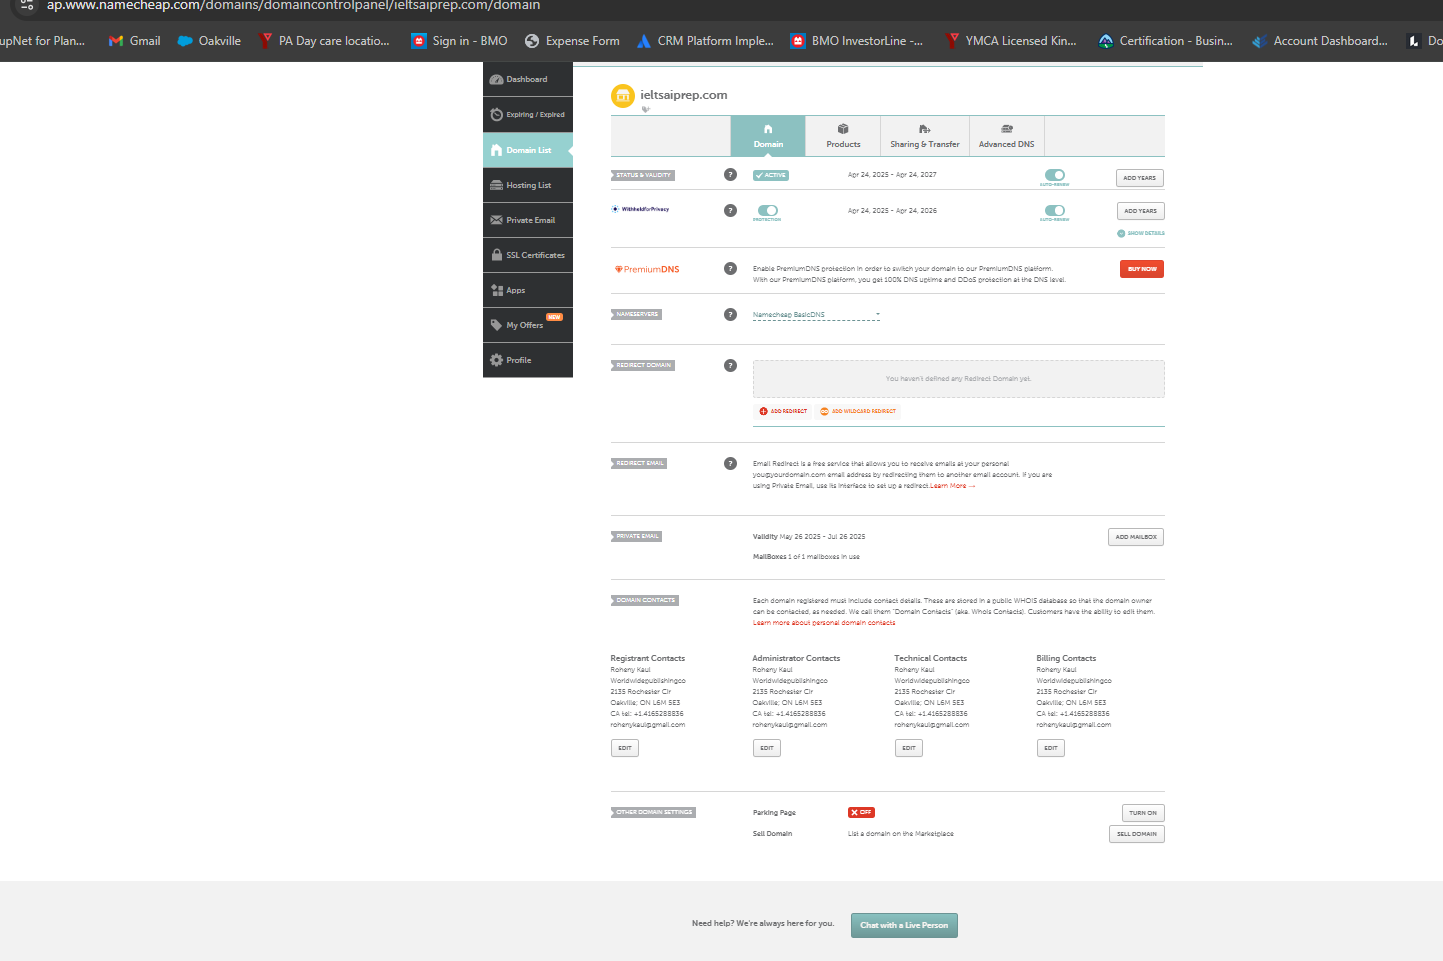 ap.www.namecheap.com/domains/domaincontrolpanel/ieltsaiprep.com/domain
upNet for Plan... Gmail Oakville PA Day care locatio... Sign in - BMO Expense Form CRM Platform Imple... BMO InvestorLine -... YMCA Licensed Kin... Certification - Busin... Account Dashboard... Do
Dashboard
Expiring / Expired
Domain List
Hosting List
Private Email
SSL Certificates
Apps
My Offers NEW
Profile
ieltsaiprep.com
Domain Products Sharing & Transfer Advanced DNS
STATUS & VALIDITY ? ACTIVE Apr 24, 2025 - Apr 24, 2027 AUTO-RENEW ADD YEARS
WithheldforPrivacy ? PROTECTION Apr 24, 2025 - Apr 24, 2026 AUTO-RENEW ADD YEARS
SHOW DETAILS
PremiumDNS ? Enable PremiumDNS protection in order to switch your domain to our PremiumDNS platform. BUY NOW
With our PremiumDNS platform, you get 100% DNS uptime and DDoS protection at the DNS level.
NAMESERVERS ? Namecheap BasicDNS
REDIRECT DOMAIN ?
You haven't defined any Redirect Domain yet.
ADD REDIRECT ADD WILDCARD REDIRECT
REDIRECT EMAIL ? Email Redirect is a free service that allows you to receive emails at your personal
you@yourdomain.com email address by redirecting them to another email account. If you are
using Private Email, use its interface to set up a redirect.Learn More →
PRIVATE EMAIL Validity May 26 2025 - Jul 26 2025 ADD MAILBOX
MailBoxes 1 of 1 mailboxes in use
DOMAIN CONTACTS Each domain registered must include contact details. These are stored in a public WHOIS database so that the domain owner
can be contacted, as needed. We call them "Domain Contacts" (aka. Whois Contacts). Customers have the ability to edit them.
Learn more about personal domain contacts
Registrant Contacts Administrator Contacts Technical Contacts Billing Contacts
Roheny Kaul Roheny Kaul Roheny Kaul Roheny Kaul
Worldwidepublishingco Worldwidepublishingco Worldwidepublishingco Worldwidepublishingco
2135 Rochester Cir 2135 Rochester Cir 2135 Rochester Cir 2135 Rochester Cir
Oakville; ON L6M 5E3 Oakville; ON L6M 5E3 Oakville; ON L6M 5E3 Oakville; ON L6M 5E3
CA tel: +1.4165288836 CA tel: +1.4165288836 CA tel: +1.4165288836 CA tel: +1.4165288836
rohenykaul@gmail.com rohenykaul@gmail.com rohenykaul@gmail.com rohenykaul@gmail.com
EDIT EDIT EDIT EDIT
OTHER DOMAIN SETTINGS Parking Page OFF TURN ON
Sell Domain List a domain on the Marketplace SELL DOMAIN
Need help? We're always here for you. Chat with a Live Person